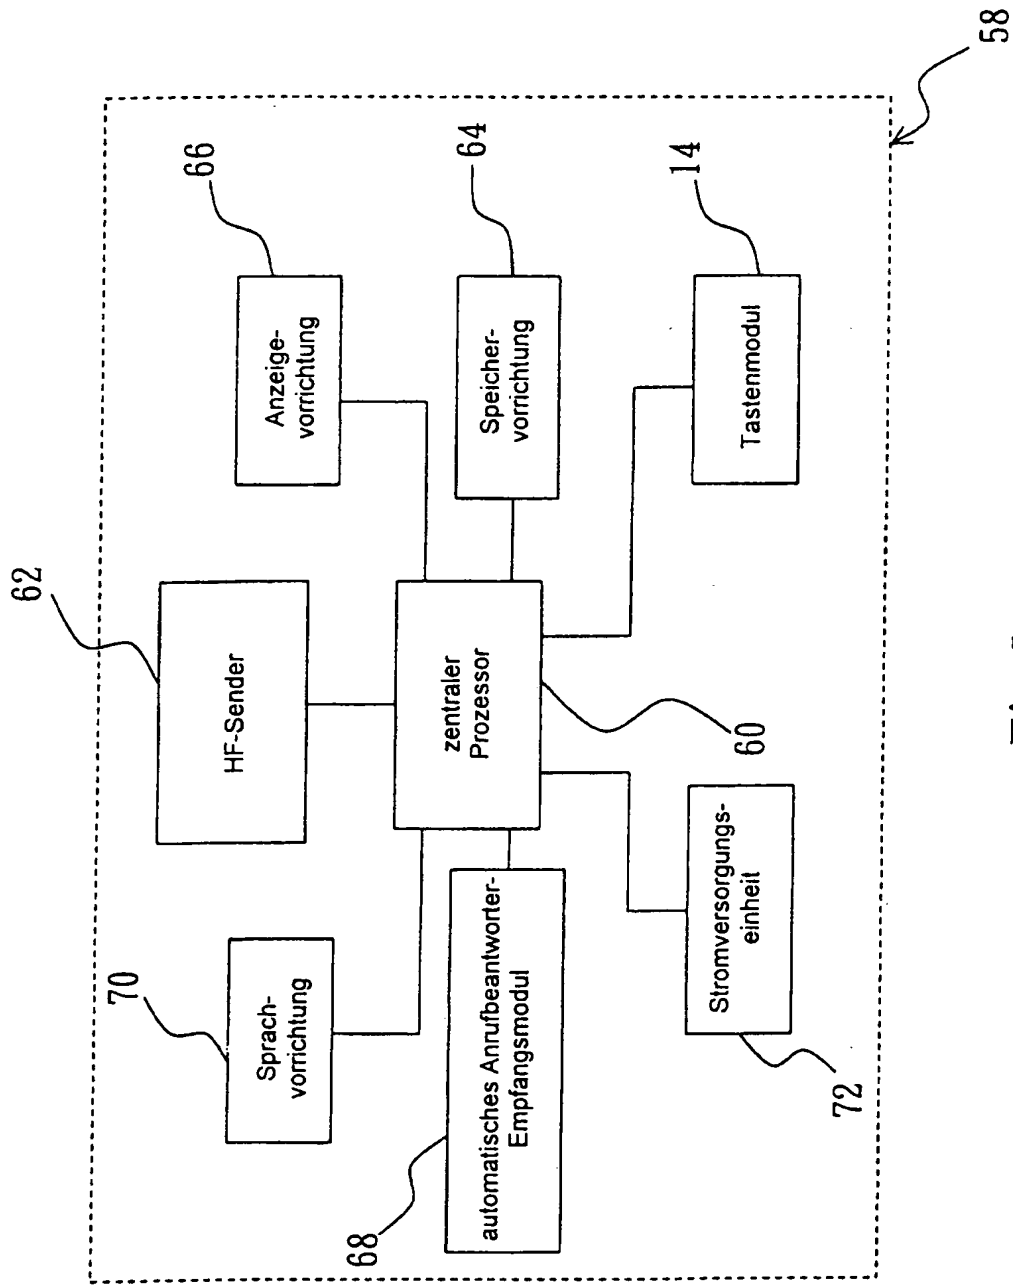 70
Sprach-
vorrichtung
62
HF-Sender
66
Anzeige-
vorrichtung
68
automatisches Anrufbeantworter-
Empfangsmodul
zentraler
Prozessor
60
Speicher-
vorrichtung
64
72
Stromversorgungs-
einheit
Tastenmodul
14
58